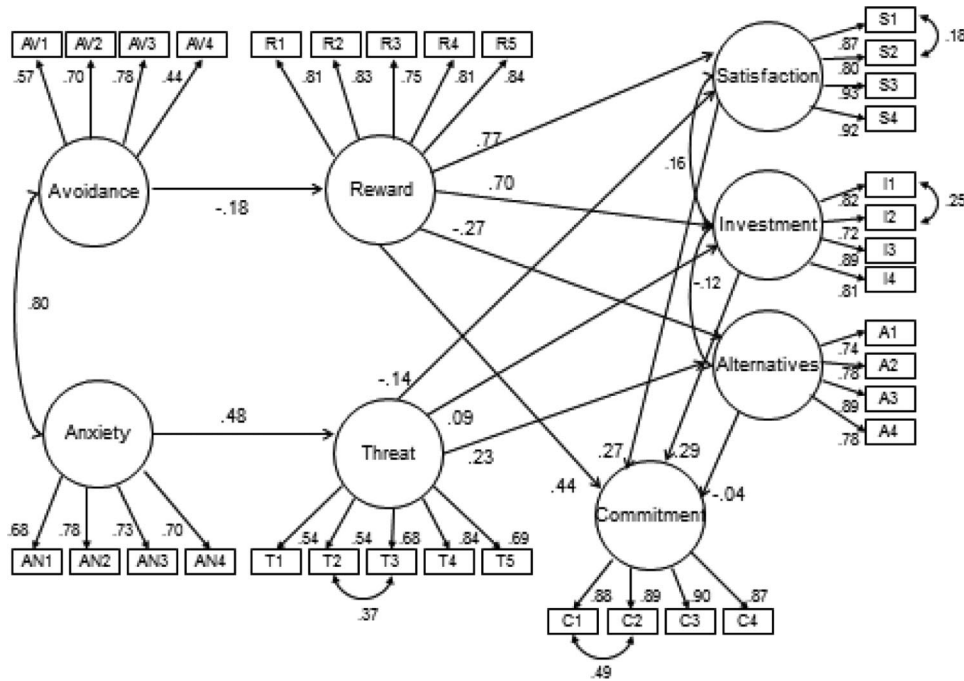 AV1 AV2 AV3 AV4 R1 R2 R3 R4 R5 S1
.57 .70 .78 .44 .81 .83 .75 .81 .84 .87 .18
S2
.80
Satisfaction S3
.93
S4
.92
.77
.16
Avoidance Reward I1
-.18 .70 .82 .25
I2
.72
-.27 Investment I3
.89
I4
.81
-.12
.80
A1
.74
A2
.78
Alternatives A3
.89
A4
.78
-.14
.48 .09
Anxiety Threat .23
.27 .29
.44 -.04
Commitment
.68 .78 .73 .70 .54 .54 .68 .84 .69
AN1 AN2 AN3 AN4 T1 T2 T3 T4 T5
.37
.88 .89 .90 .87
C1 C2 C3 C4
.49